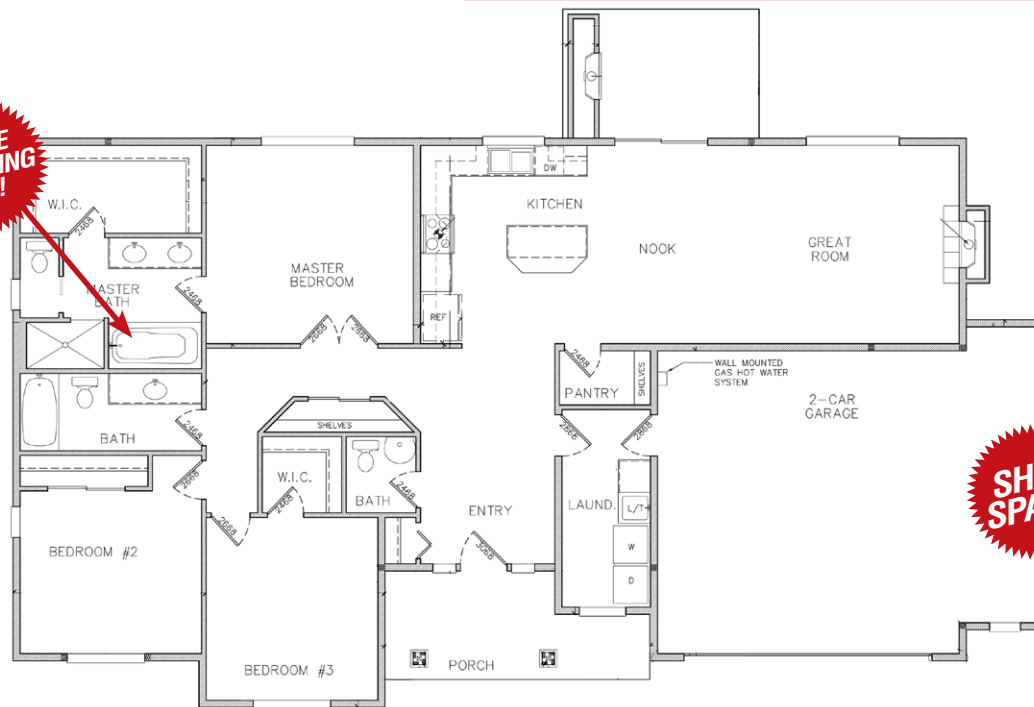 W.I.C.
2468
MASTER
BATH
2468
MASTER
BEDROOM
2668
2668
DW
KITCHEN
REF
NOOK
GREAT
ROOM
2468
PANTRY
SHELVES
WALL MOUNTED
GAS HOT WATER
SYSTEM
2-CAR
GARAGE
BATH
2468
SHELVES
2668
W.I.C.
2468
BATH
2468
2868
2868
LAUND.
L/T
W
D
ENTRY
3068
BEDROOM #2
2668
BEDROOM #3
PORCH